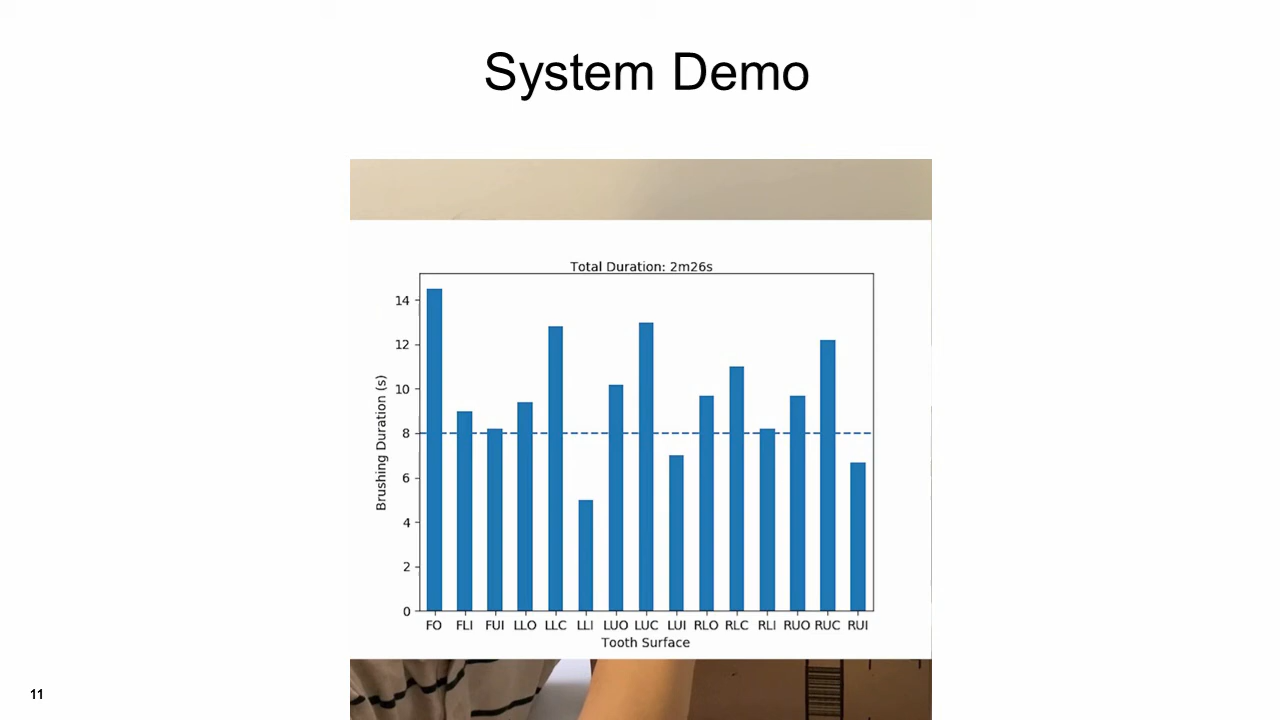 System Demo
Total Duration: 2m26s
14
12
10
8
6
4
2
0
Brushing Duration (s)
FO FLI FUI LLO LLC LLI LUO LUC LUI RLO RLC RLI RUO RUC RUI
Tooth Surface
11